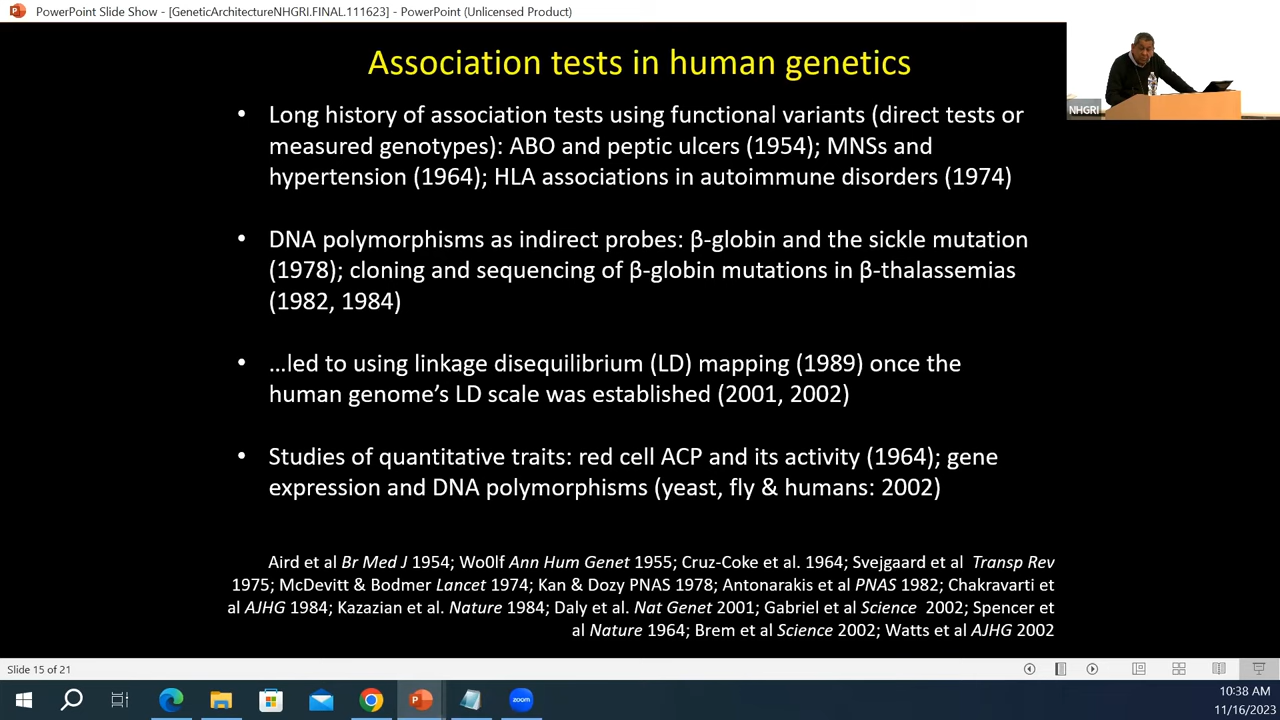 PowerPoint Slide Show - [GeneticArchitectureNHGRI.FINAL.111623] - PowerPoint (Unlicensed Product)
Association tests in human genetics
NHGRI
• Long history of association tests using functional variants (direct tests or
measured genotypes): ABO and peptic ulcers (1954); MNSs and
hypertension (1964); HLA associations in autoimmune disorders (1974)
• DNA polymorphisms as indirect probes: β-globin and the sickle mutation
(1978); cloning and sequencing of β-globin mutations in β-thalassemias
(1982, 1984)
• …led to using linkage disequilibrium (LD) mapping (1989) once the
human genome’s LD scale was established (2001, 2002)
• Studies of quantitative traits: red cell ACP and its activity (1964); gene
expression and DNA polymorphisms (yeast, fly & humans: 2002)
Aird et al Br Med J 1954; Wo0lf Ann Hum Genet 1955; Cruz-Coke et al. 1964; Svejgaard et al Transp Rev
1975; McDevitt & Bodmer Lancet 1974; Kan & Dozy PNAS 1978; Antonarakis et al PNAS 1982; Chakravarti et
al AJHG 1984; Kazazian et al. Nature 1984; Daly et al. Nat Genet 2001; Gabriel et al Science 2002; Spencer et
al Nature 1964; Brem et al Science 2002; Watts et al AJHG 2002
Slide 15 of 21
zoom
10:38 AM
11/16/2023